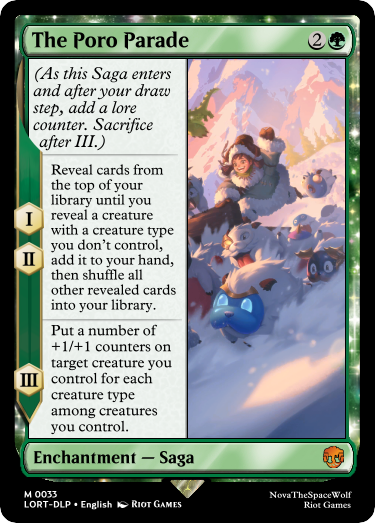 The Poro Parade 2
(As this Saga enters
and after your draw
step, add a lore
counter. Sacrifice
after III.)
Reveal cards from
the top of your
library until you
reveal a creature
I
with a creature type
you don't control,
II
add it to your hand,
then shuffle all
other revealed cards
into your library.
Put a number of
+1/+1 counters on
target creature you
III
control for each
creature type
among creatures
you control.
Enchantment — Saga
M 0033
LORT-DLP • English RIOT GAMES
NovaTheSpaceWolf
Riot Games